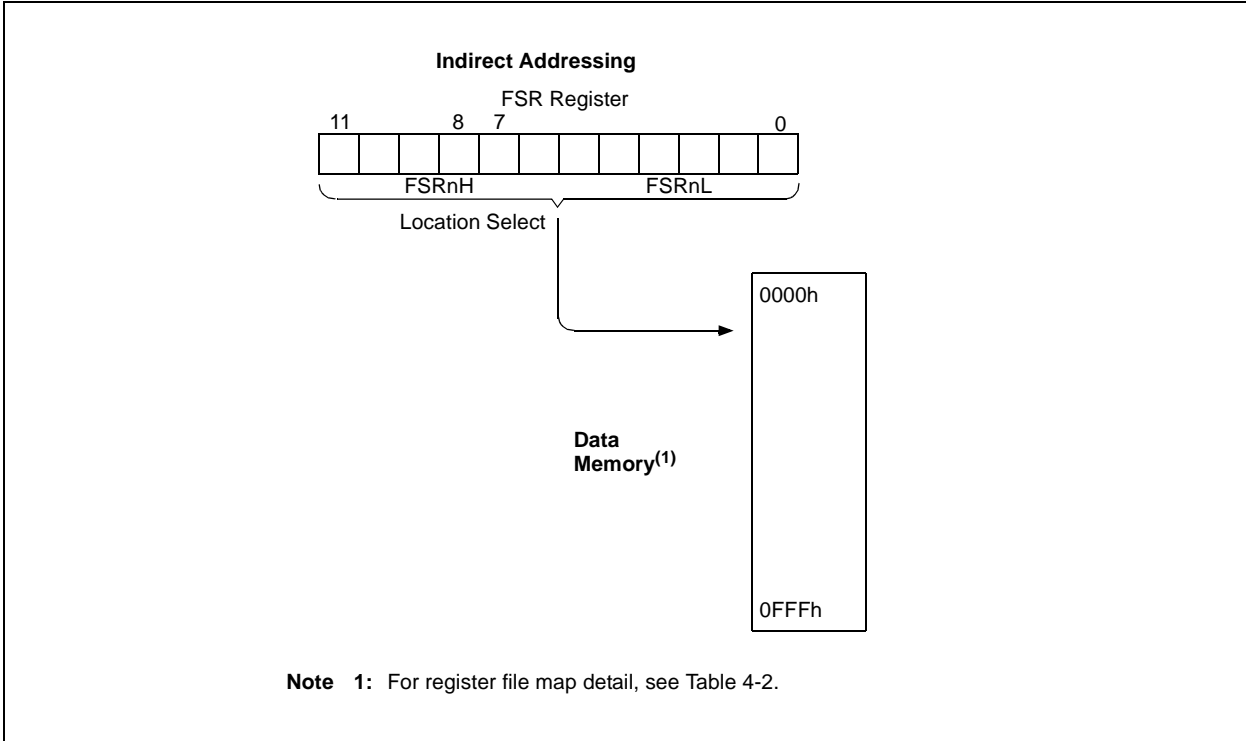 Indirect Addressing
FSR Register
11 8 7 0
FSRnH FSRnL
Location Select
0000h
Data
Memory(1)
0FFFh
Note 1: For register file map detail, see Table 4-2.